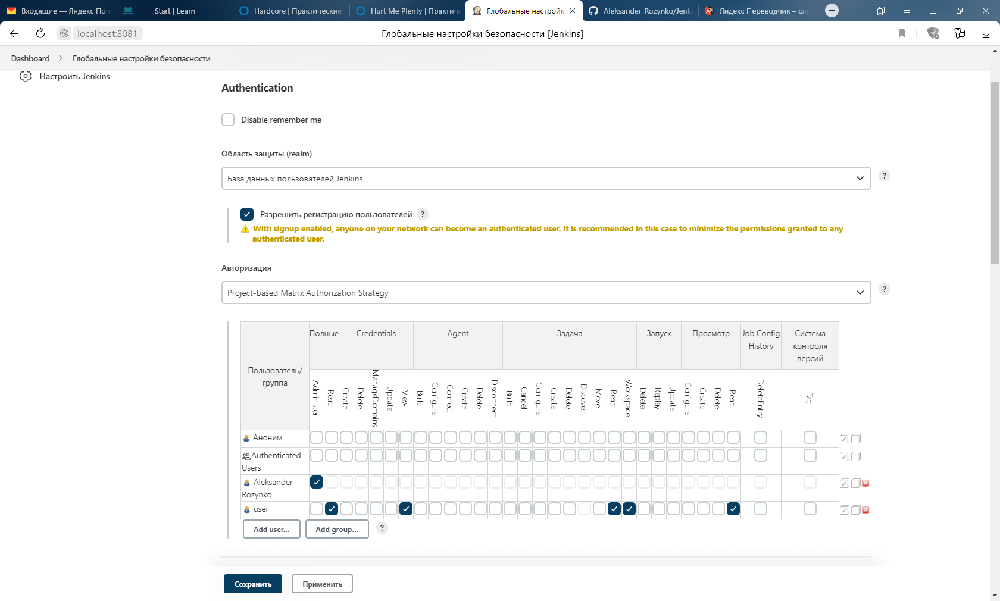 Входящие — Яндекс Поч
Start | Learn
Hardcore | Практические
Hurt Me Plenty | Практиче
Глобальные настройки
Aleksander-Rozynko/Jenki
Яндекс Переводчик – сло
localhost:8081
Глобальные настройки безопасности [Jenkins]
Dashboard
Глобальные настройки безопасности
Настроить Jenkins
Authentication
Disable remember me
Область защиты (realm)
База данных пользователей Jenkins
?
Разрешить регистрацию пользователей ?
With signup enabled, anyone on your network can become an authenticated user. It is recommended in this case to minimize the permissions granted to any
authenticated user.
Авторизация
Project-based Matrix Authorization Strategy
?
Пользователь/
группа
Полные
Credentials
Agent
Задача
Запуск
Просмотр
Job Config
History
Система
контроля
версий
Administer
Read
Create
Delete
ManageDomains
Update
View
Build
Configure
Connect
Create
Delete
Disconnect
Build
Cancel
Configure
Create
Delete
Discover
Move
Read
Workspace
Delete
Replay
Update
Configure
Create
Delete
Read
DeleteEntry
Tag
Аноним
Authenticated
Users
Aleksander
Rozynko
user
Add user...
Add group...
?
Сохранить
Применить